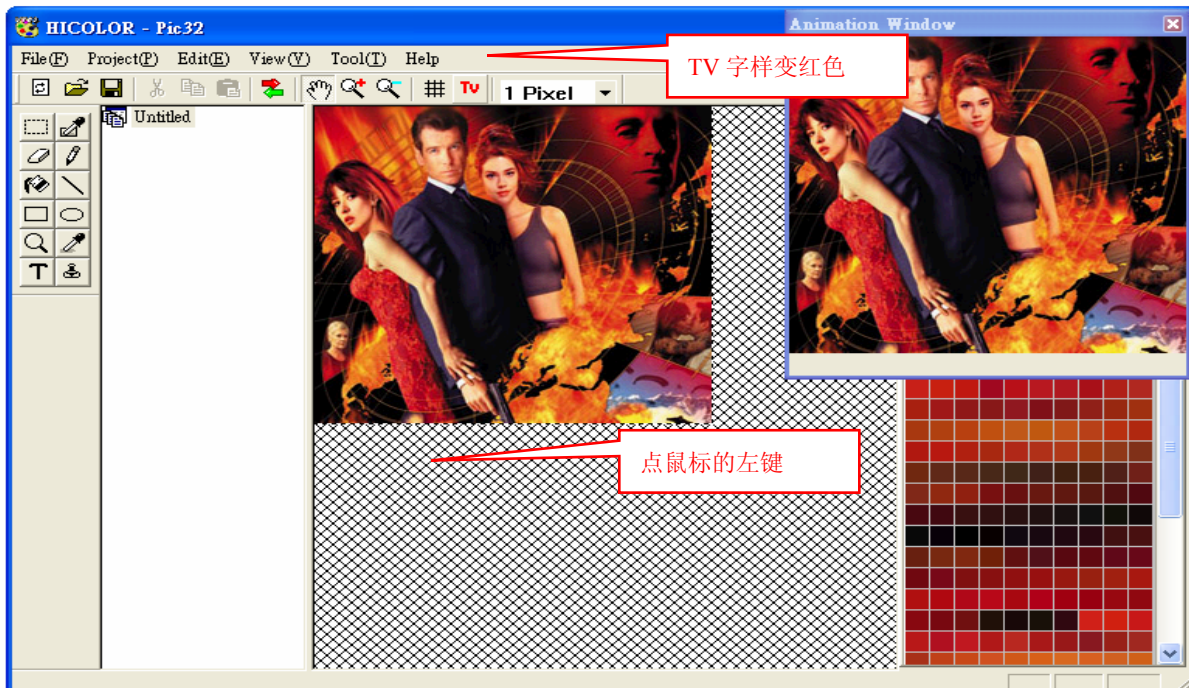 HICOLOR - Pic32
Animation Window
File(F) Project(P) Edit(E) View(V) Tool(T) Help
TV 字样变红色
TV 1 Pixel
Untitled
T
点鼠标的左键